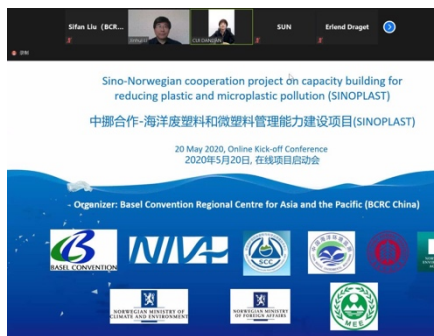 Sifan Liu (BCR...
CUI DANDAN
SUN
Erlend Draget
Sino-Norwegian cooperation project on capacity building for
reducing plastic and microplastic pollution (SINOPLAST)
中挪合作-海洋废塑料和微塑料管理能力建设项目(SINOPLAST)
20 May 2020, Online Kick-off Conference
2020年5月20日, 在线项目启动会
- Organizer: Basel Convention Regional Centre for Asia and the Pacific (BCRC China)
BASEL CONVENTION
NIVA
SCC
NORWEGIAN MINISTRY OF
CLIMATE AND ENVIRONMENT
NORWEGIAN MINISTRY
OF FOREIGN AFFAIRS
MEE